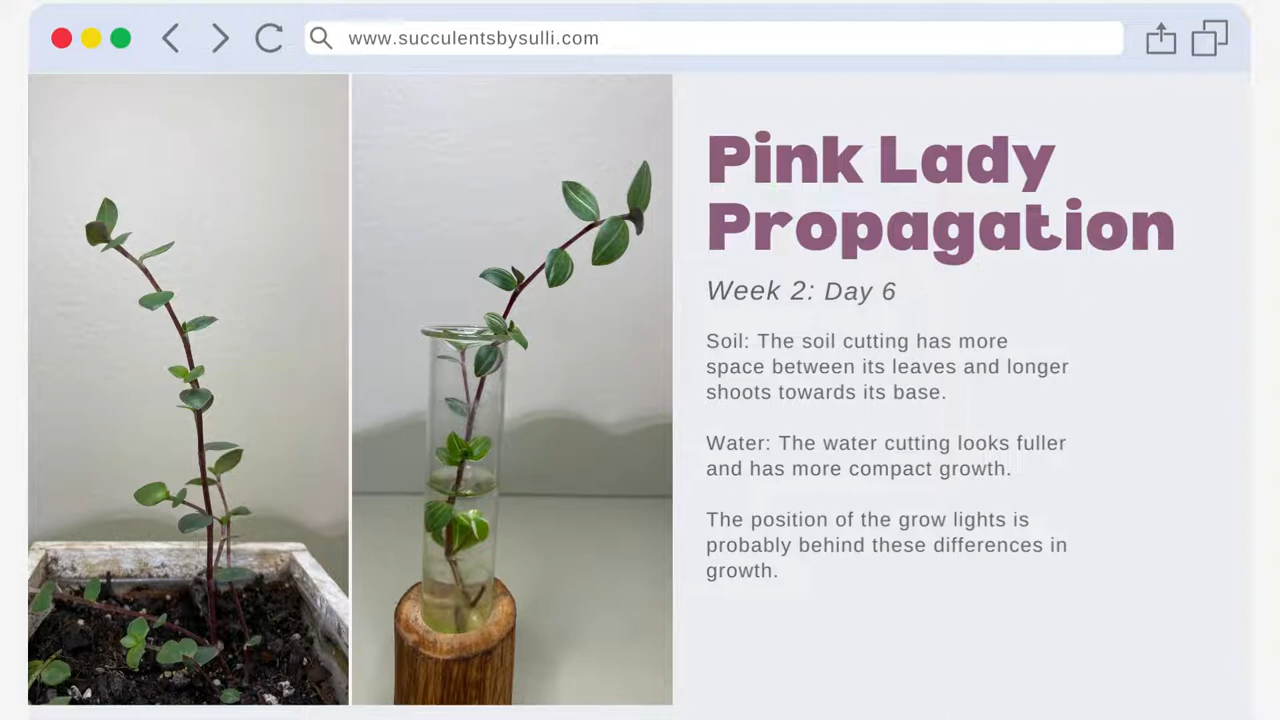 www.succulentsbysulli.com
Pink Lady
Propagation
Week 2: Day 6
Soil: The soil cutting has more
space between its leaves and longer
shoots towards its base.
Water: The water cutting looks fuller
and has more compact growth.
The position of the grow lights is
probably behind these differences in
growth.